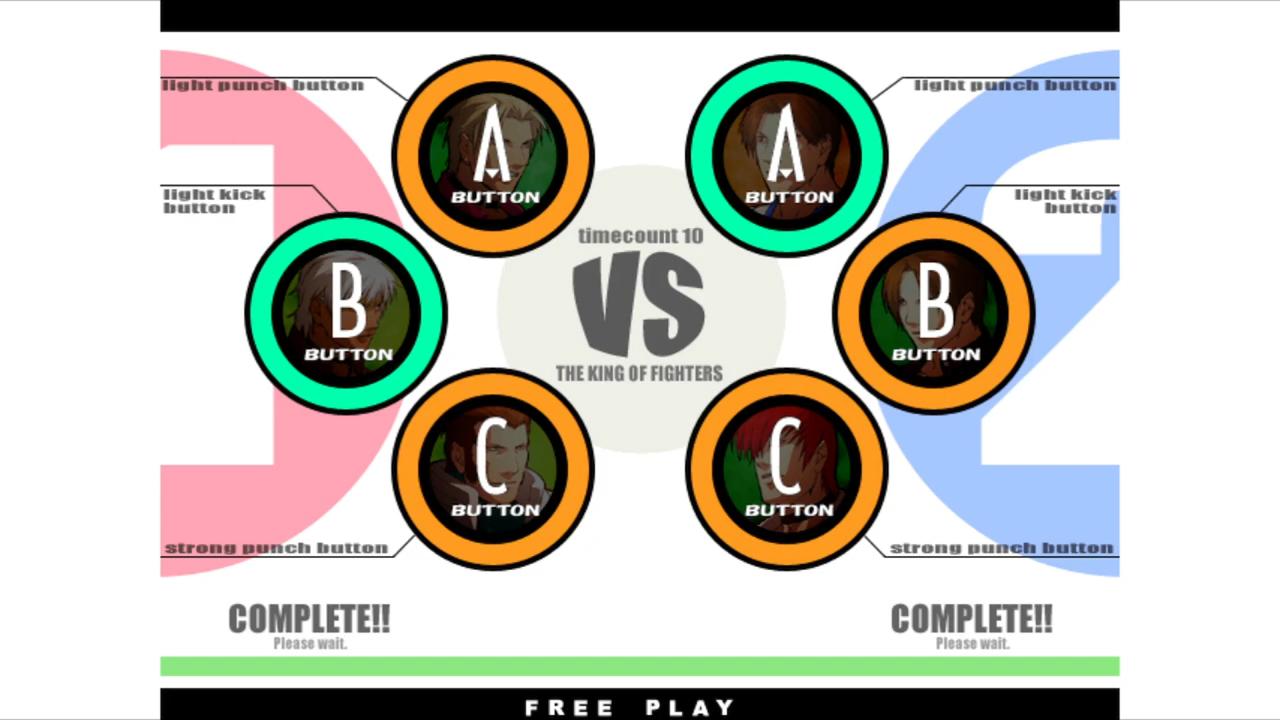 light punch button
A
BUTTON
A
BUTTON
light punch button
light kick
button
light kick
button
timecount 10
VS
THE KING OF FIGHTERS
B
BUTTON
B
BUTTON
C
BUTTON
C
BUTTON
strong punch button
strong punch button
COMPLETE!!
Please wait.
COMPLETE!!
Please wait.
FREE PLAY
1
2